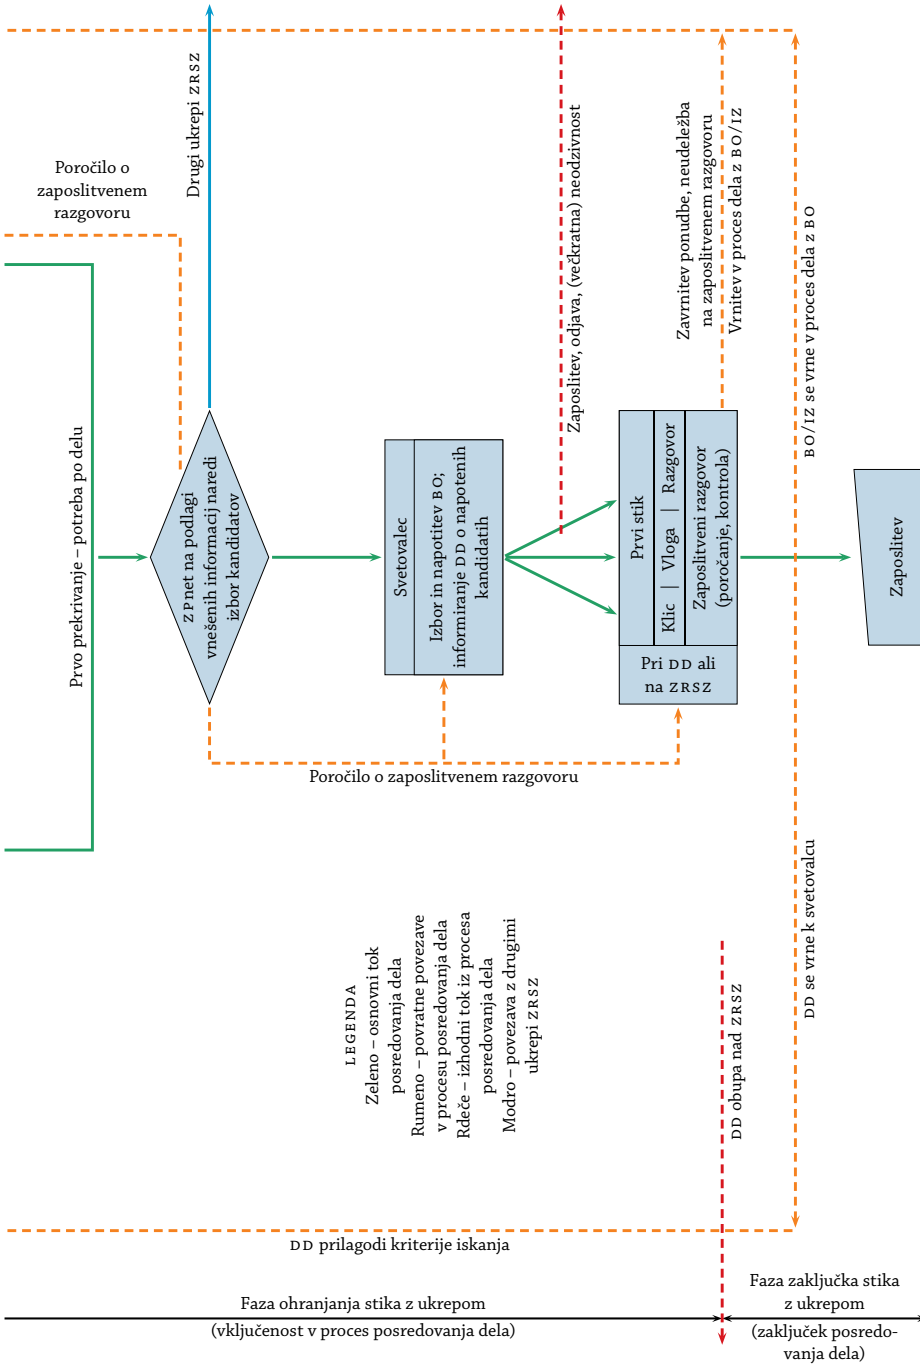 Poročilo o
zaposlitvenem
razgovoru
Drugi ukrepi ZRSZ
Prvo prekrivanje – potreba po delu
ZPnet na podlagi
vnešenih informacij naredi
izbor kandidatov
Svetovalec
Izbor in napotitev BO;
informiranje DD o napotenih
kandidatih
Zaposlitev, odjava, (večkratna) neodzivnost
Prvi stik
Klic | Vloga | Razgovor
Zaposlitveni razgovor
(poročanje, kontrola)
Pri DD ali
na ZRSZ
Zavrnitev ponudbe, neudeležba
na zaposlitvenem razgovoru
Vrnitev v proces dela z BO/IZ
BO/IZ se vrne v proces dela z BO
Zaposlitev
Poročilo o zaposlitvenem razgovoru
LEGENDA
Zeleno – osnovni tok
posredovanja dela
Rumeno – povratne povezave
v procesu posredovanja dela
Rdeče – izhodni tok iz procesa
posredovanja dela
Modro – povezava z drugimi
ukrepi ZRSZ
DD obupa nad ZRSZ
DD se vrne k svetovalcu
DD prilagodi kriterije iskanja
Faza ohranjanja stika z ukrepom
(vključenost v proces posredovanja dela)
Faza zaključka stika
z ukrepom
(zaključek posredo-
vanja dela)